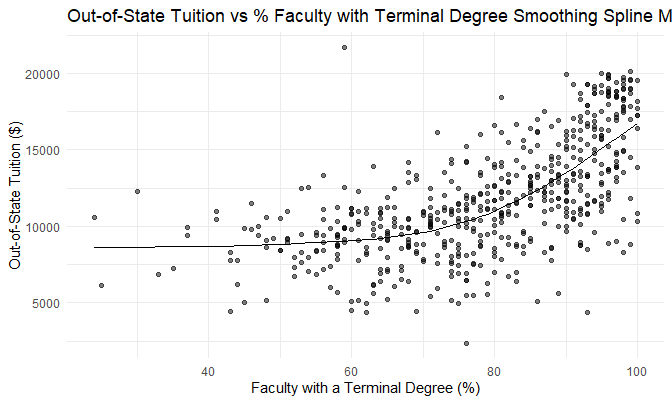 Out-of-State Tuition vs % Faculty with Terminal Degree Smoothing Spline M
20000
15000
10000
5000
Out-of-State Tuition ($)
40
60
80
100
Faculty with a Terminal Degree (%)